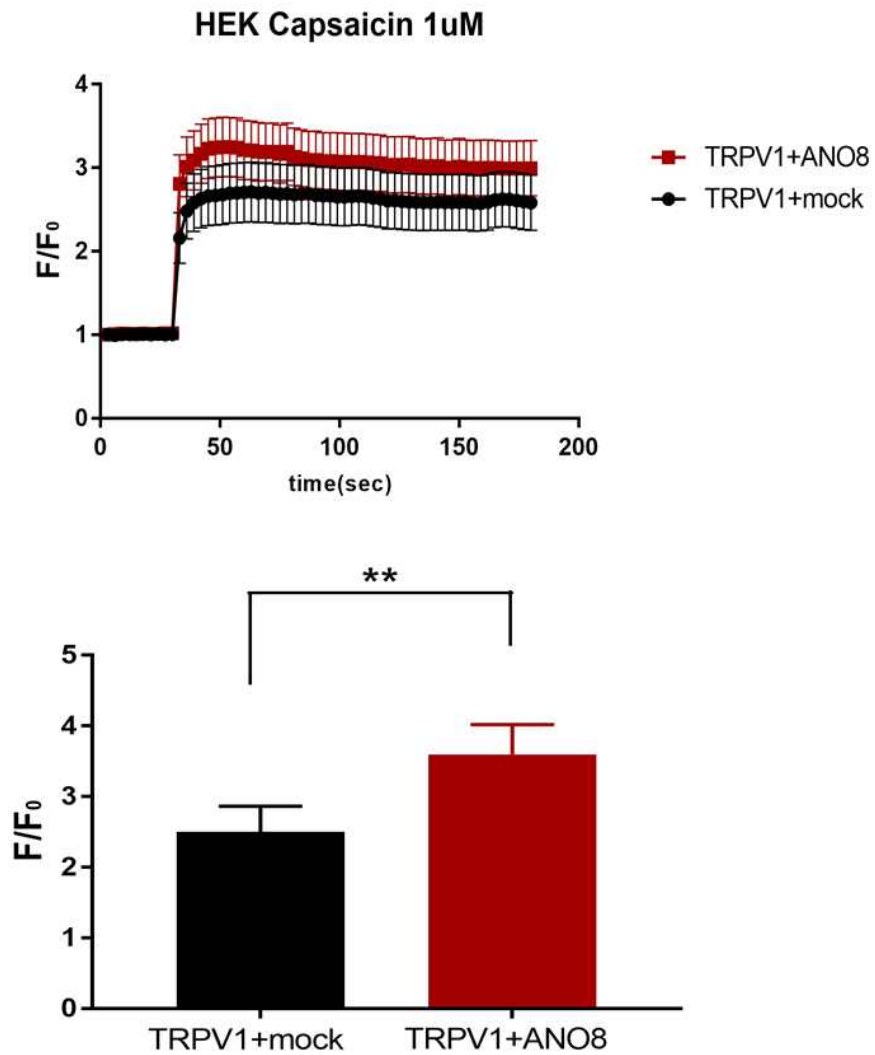 HEK Capsaicin 1uM
4
3
2
1
0
F/F₀
0 50 100 150 200
time(sec)
TRPV1+ANO8
TRPV1+mock
**
5
4
3
2
1
0
F/F₀
TRPV1+mock TRPV1+ANO8